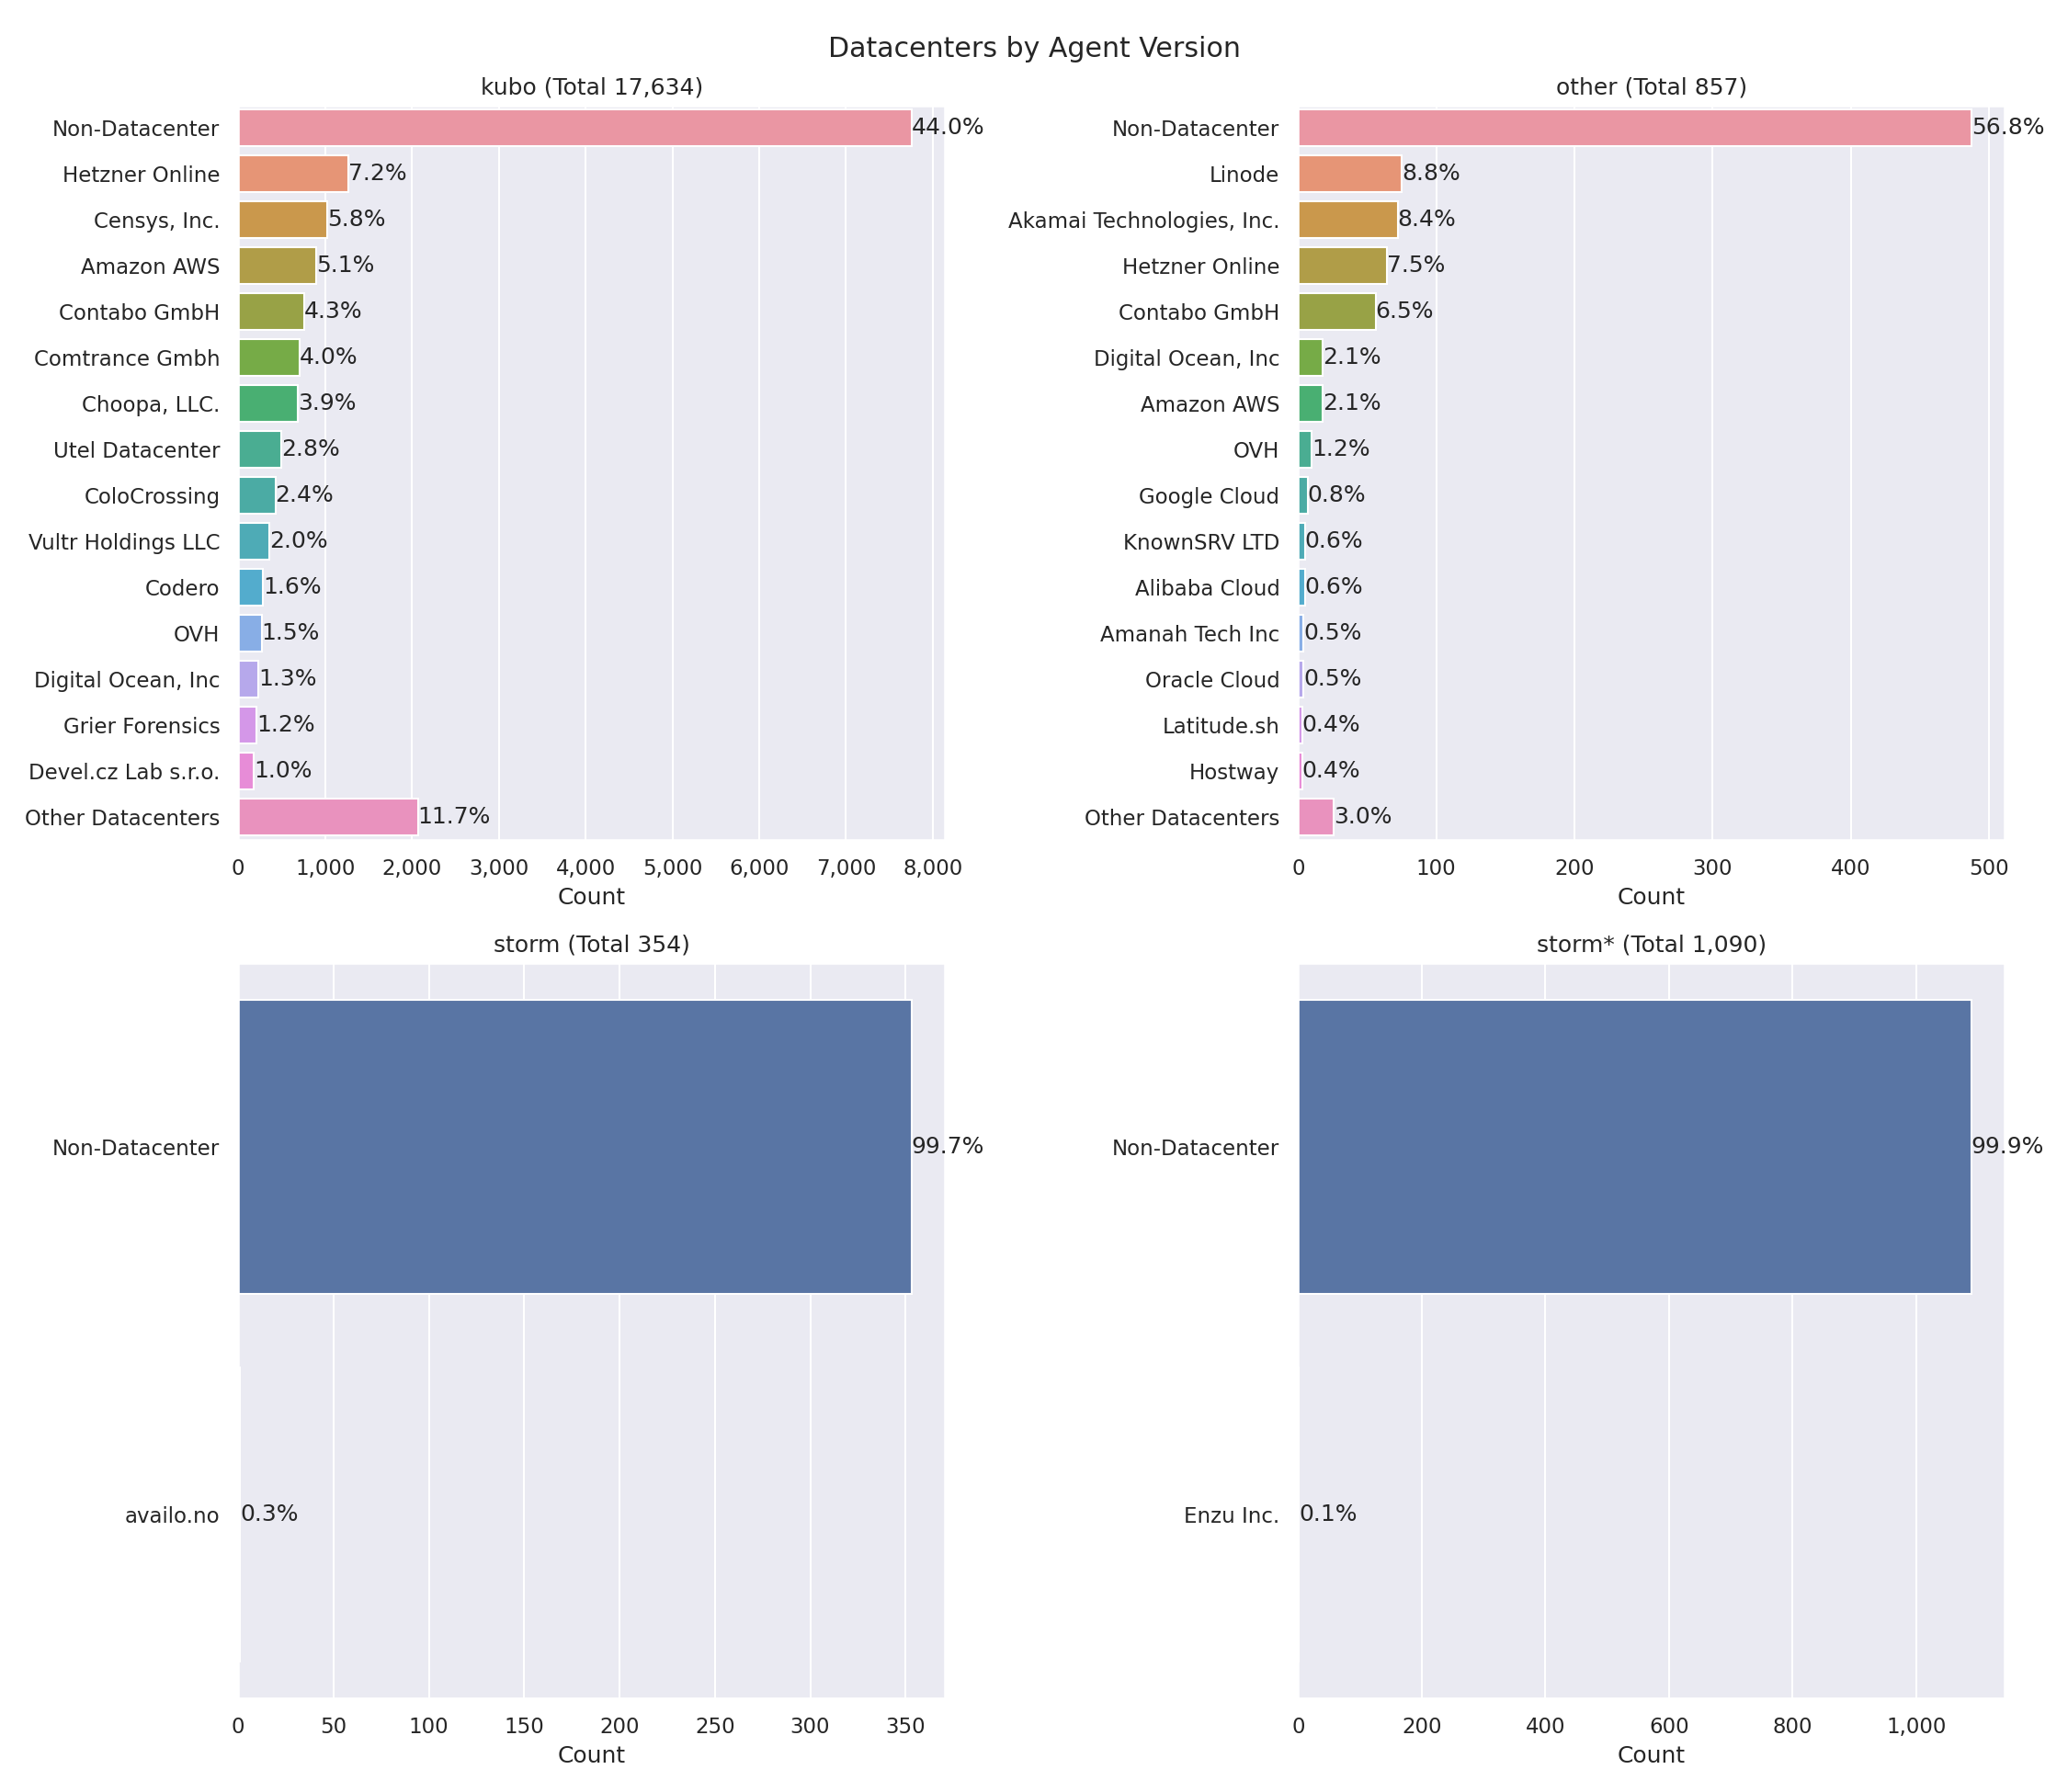 Datacenters by Agent Version
kubo (Total 17,634)
Non-Datacenter 44.0%
Hetzner Online 7.2%
Censys, Inc. 5.8%
Amazon AWS 5.1%
Contabo GmbH 4.3%
Comtrance Gmbh 4.0%
Choopa, LLC. 3.9%
Utel Datacenter 2.8%
ColoCrossing 2.4%
Vultr Holdings LLC 2.0%
Codero 1.6%
OVH 1.5%
Digital Ocean, Inc 1.3%
Grier Forensics 1.2%
Devel.cz Lab s.r.o. 1.0%
Other Datacenters 11.7%
0 1,000 2,000 3,000 4,000 5,000 6,000 7,000 8,000
Count
other (Total 857)
Non-Datacenter 56.8%
Linode 8.8%
Akamai Technologies, Inc. 8.4%
Hetzner Online 7.5%
Contabo GmbH 6.5%
Digital Ocean, Inc 2.1%
Amazon AWS 2.1%
OVH 1.2%
Google Cloud 0.8%
KnownSRV LTD 0.6%
Alibaba Cloud 0.6%
Amanah Tech Inc 0.5%
Oracle Cloud 0.5%
Latitude.sh 0.4%
Hostway 0.4%
Other Datacenters 3.0%
0 100 200 300 400 500
Count
storm (Total 354)
Non-Datacenter 99.7%
availo.no 0.3%
0 50 100 150 200 250 300 350
Count
storm* (Total 1,090)
Non-Datacenter 99.9%
Enzu Inc. 0.1%
0 200 400 600 800 1,000
Count